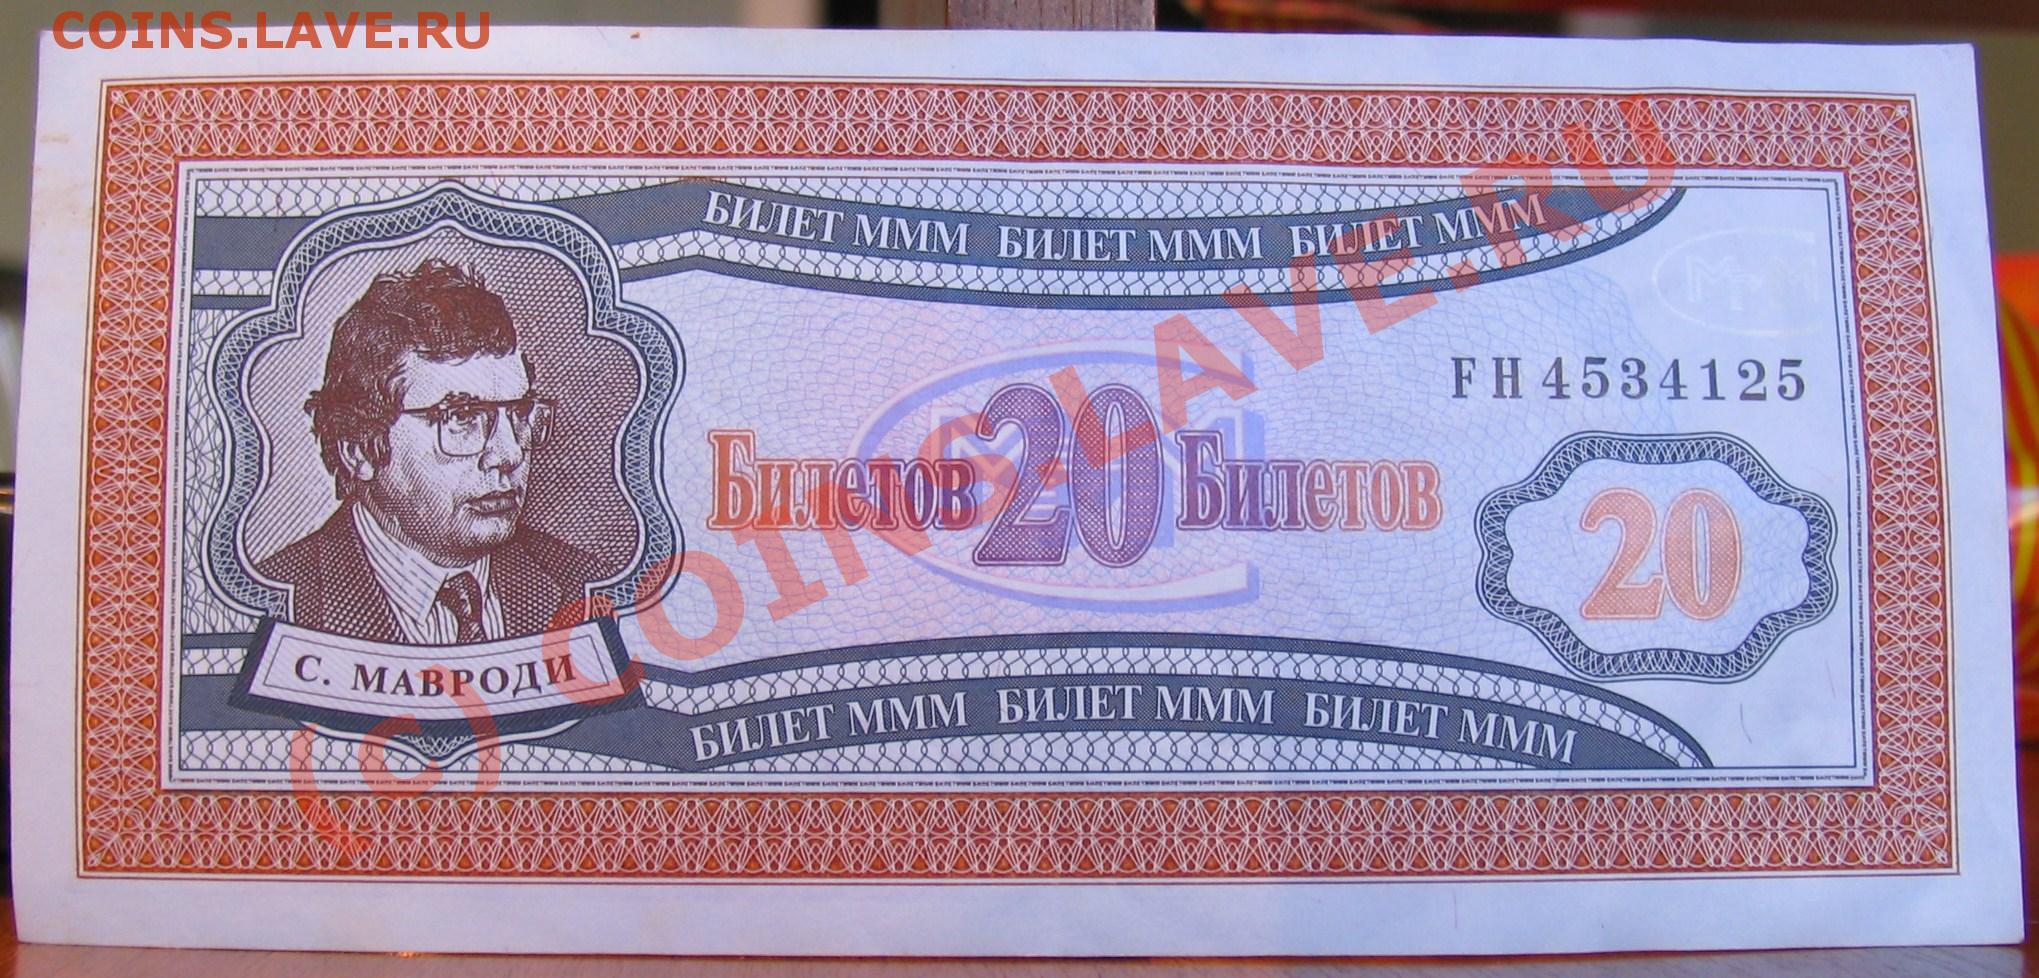 COINS.LAVE.RU
БИЛЕТ МММ БИЛЕТ МММ БИЛЕТ МММ
МММ
FH 4534125
Билетов 20 Билетов
20
С. МАВРОДИ
БИЛЕТ МММ БИЛЕТ МММ БИЛЕТ МММ
(c) COINS.LAVE.RU